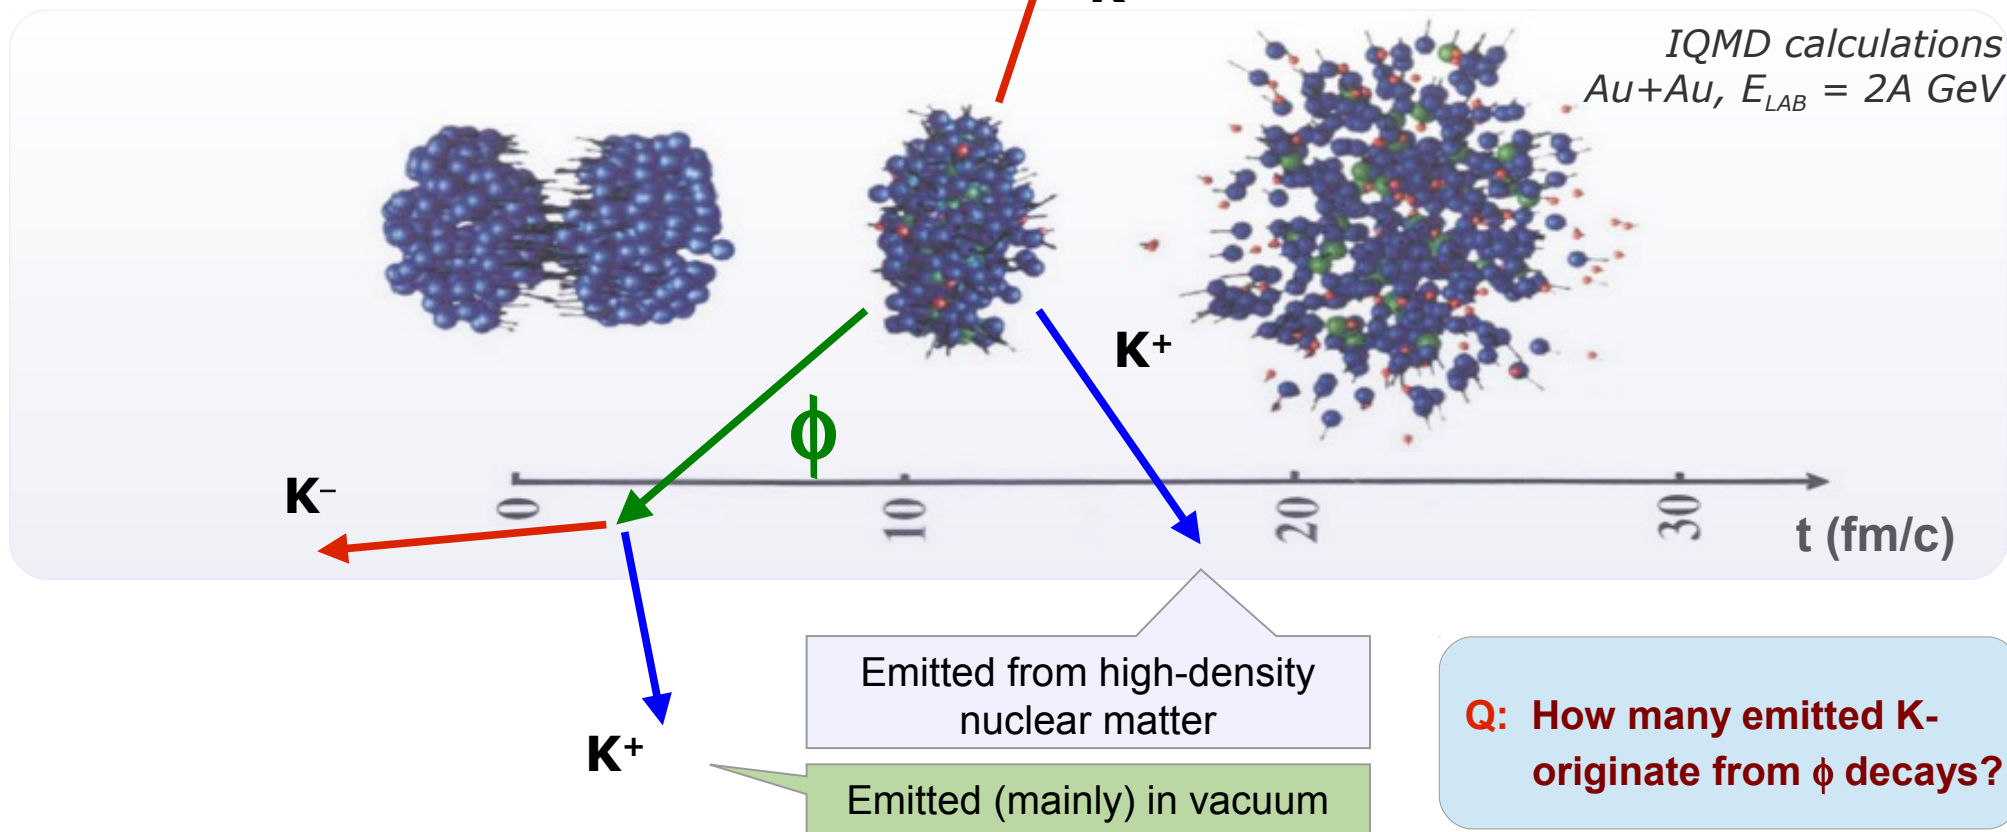 K
IQMD calculations
Au+Au, E_LAB = 2A GeV
K⁺
ϕ
K⁻
0
10
20
30
t (fm/c)
Emitted from high-density
nuclear matter
K⁺
Emitted (mainly) in vacuum
Q: How many emitted K-
originate from ϕ decays?